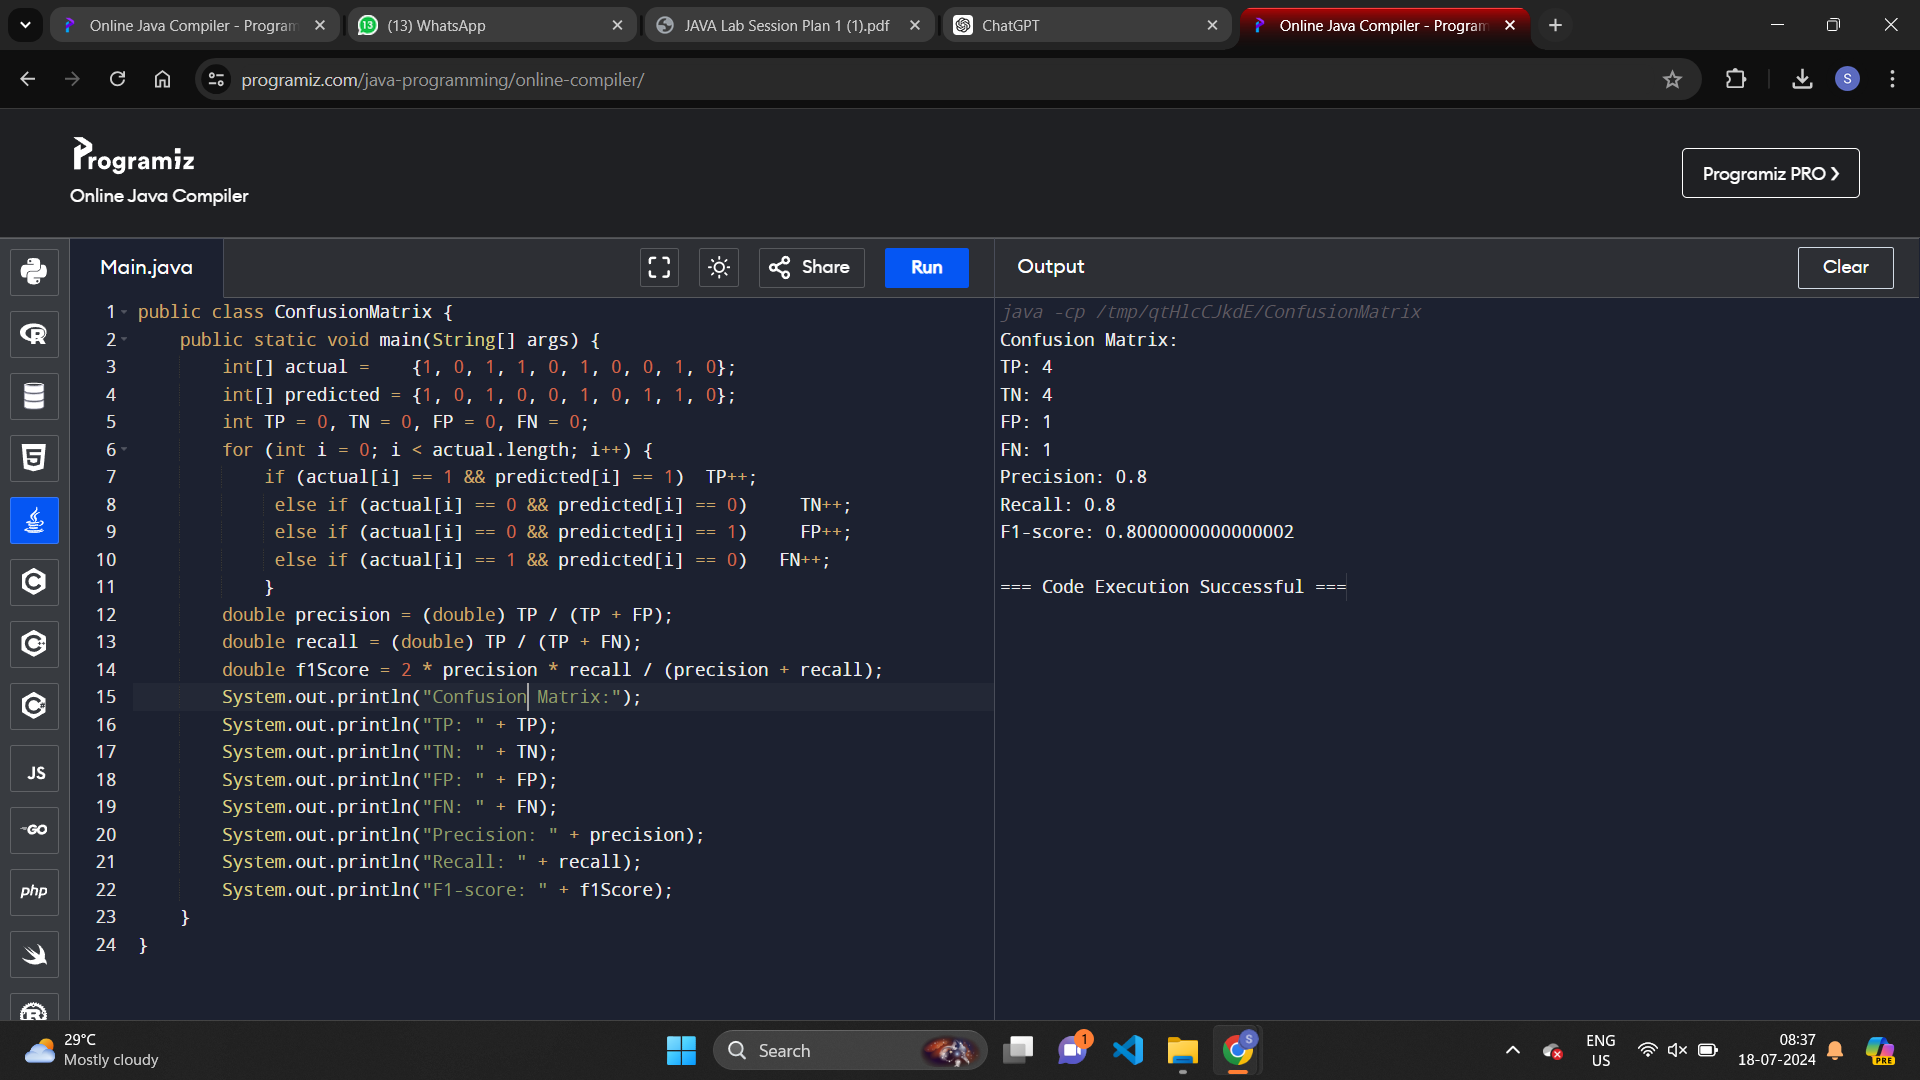 Online Java Compiler - Program
(13) WhatsApp
JAVA Lab Session Plan 1 (1).pdf
ChatGPT
Online Java Compiler - Program
programiz.com/java-programming/online-compiler/
S
Programiz
Online Java Compiler
Programiz PRO ❯
Main.java
Share
Run
Output
Clear
1 public class ConfusionMatrix {
2 public static void main(String[] args) {
3 int[] actual =    {1, 0, 1, 1, 0, 1, 0, 0, 1, 0};
4 int[] predicted = {1, 0, 1, 0, 0, 1, 0, 1, 1, 0};
5 int TP = 0, TN = 0, FP = 0, FN = 0;
6 for (int i = 0; i < actual.length; i++) {
7 if (actual[i] == 1 && predicted[i] == 1)  TP++;
8 else if (actual[i] == 0 && predicted[i] == 0)     TN++;
9 else if (actual[i] == 0 && predicted[i] == 1)     FP++;
10 else if (actual[i] == 1 && predicted[i] == 0)   FN++;
11 }
12 double precision = (double) TP / (TP + FP);
13 double recall = (double) TP / (TP + FN);
14 double f1Score = 2 * precision * recall / (precision + recall);
15 System.out.println("Confusion Matrix:");
16 System.out.println("TP: " + TP);
17 System.out.println("TN: " + TN);
18 System.out.println("FP: " + FP);
19 System.out.println("FN: " + FN);
20 System.out.println("Precision: " + precision);
21 System.out.println("Recall: " + recall);
22 System.out.println("F1-score: " + f1Score);
23 }
24 }
java -cp /tmp/qtHlcCJkdE/ConfusionMatrix
Confusion Matrix:
TP: 4
TN: 4
FP: 1
FN: 1
Precision: 0.8
Recall: 0.8
F1-score: 0.8000000000000002
=== Code Execution Successful ===
JS
GO
php
29°C
Mostly cloudy
Search
1
S
ENG
US
08:37
18-07-2024
PRE